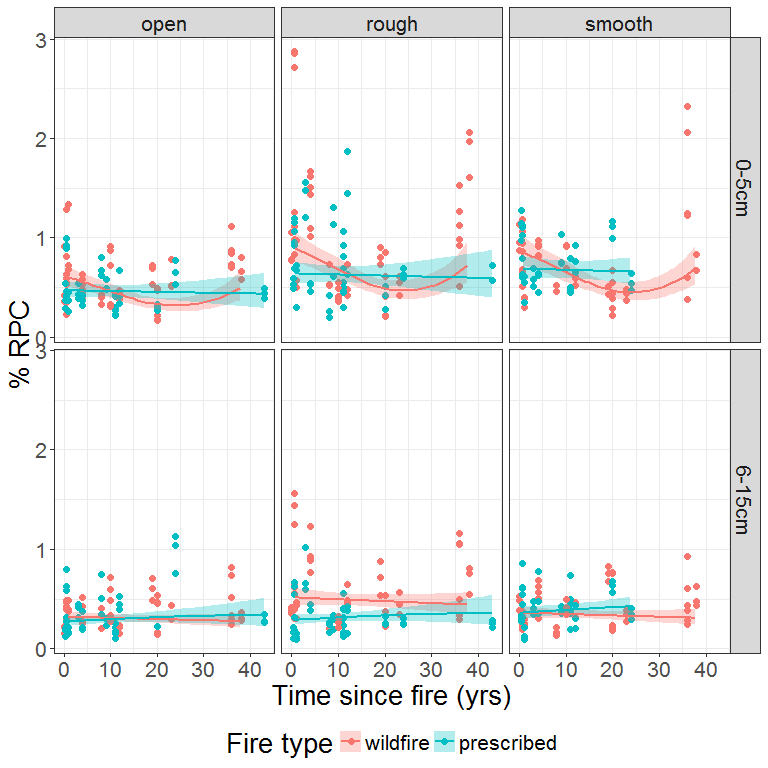 open rough smooth
3
2
1
0
0-5cm
3
2
1
0
6-15cm
% RPC
0 10 20 30 40 0 10 20 30 40 0 10 20 30 40
Time since fire (yrs)
Fire type wildfire prescribed